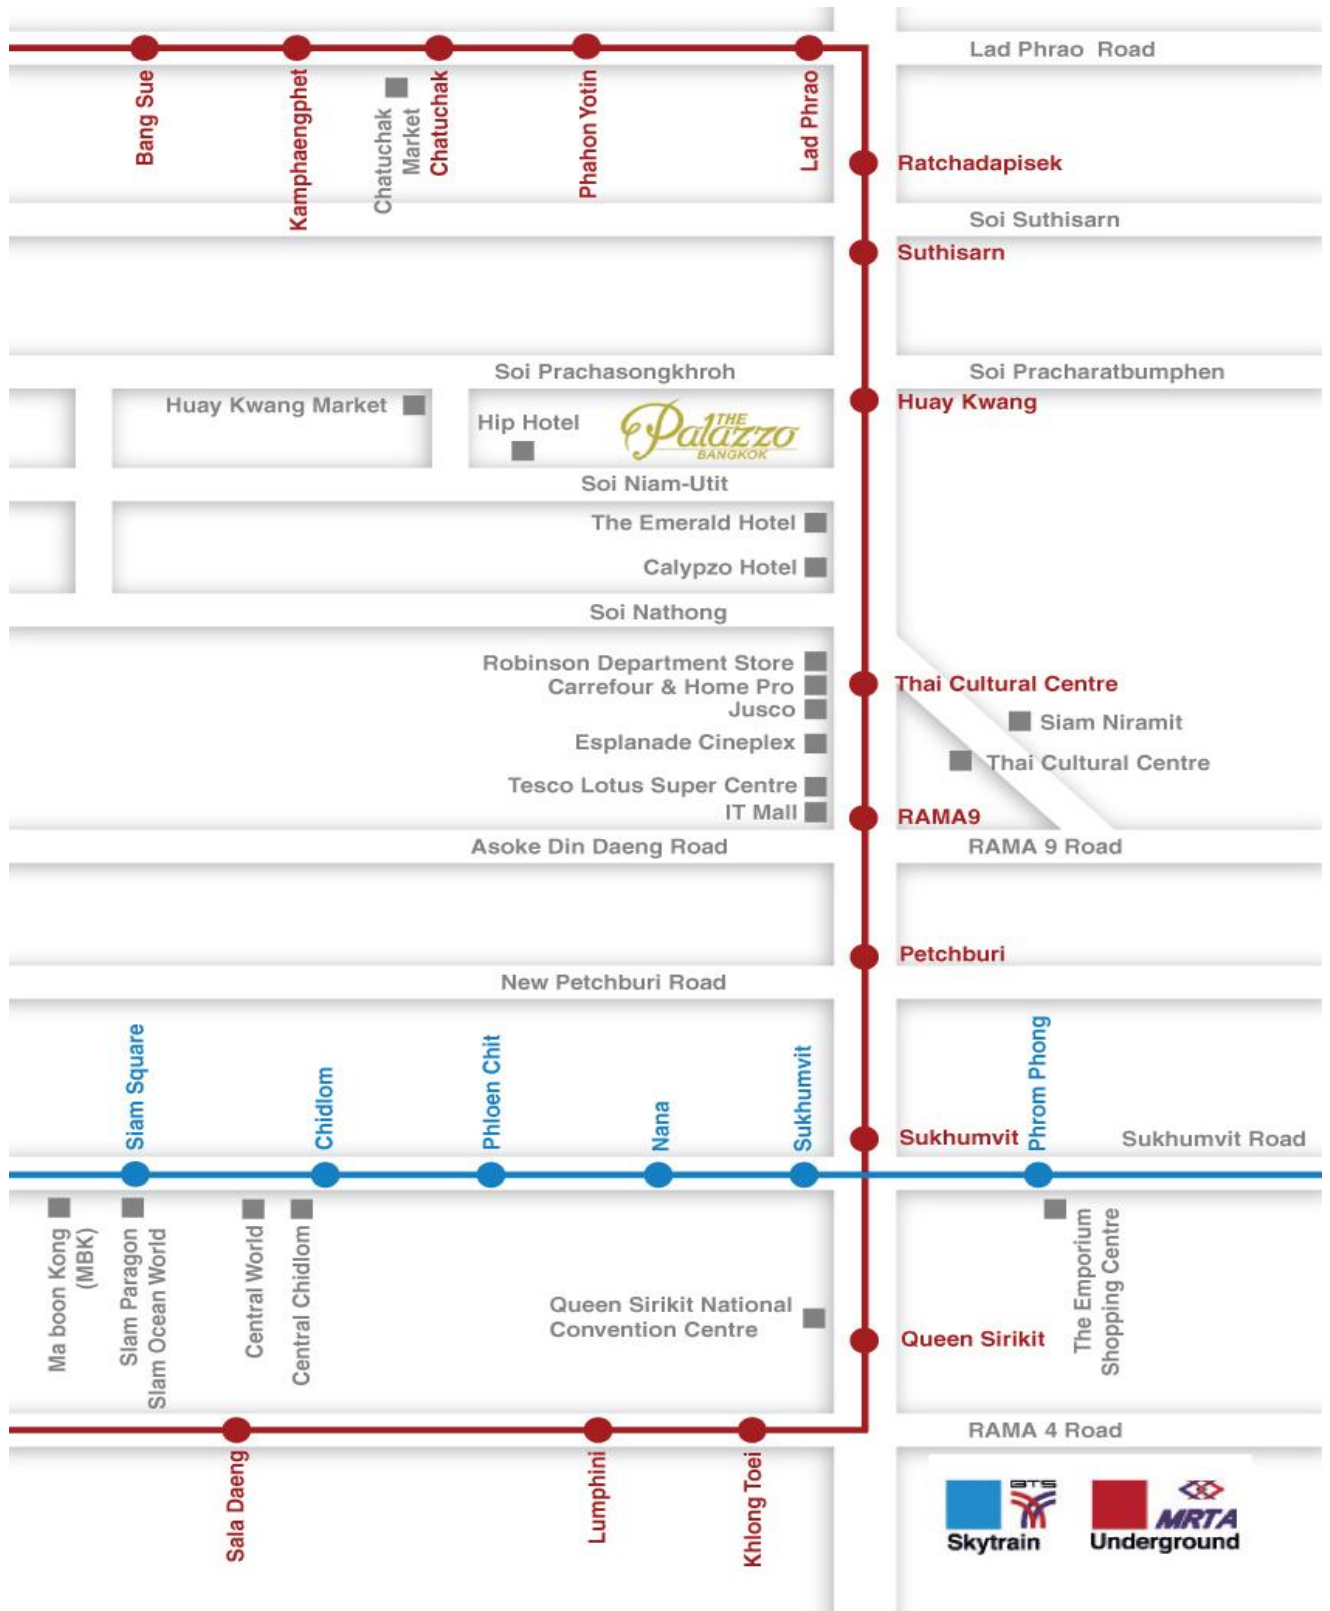 Lad Phrao Road
Bang Sue
Kamphaengphet
Chatuchak
Market
Chatuchak
Phahon Yotin
Lad Phrao
Ratchadapisek
Soi Suthisarn
Suthisarn
Soi Prachasongkhroh
Soi Pracharatbumphen
Huay Kwang Market
Hip Hotel
THE
Palazzo
BANGKOK
Huay Kwang
Soi Niam-Utit
The Emerald Hotel
Calypzo Hotel
Soi Nathong
Robinson Department Store
Carrefour & Home Pro
Jusco
Thai Cultural Centre
Siam Niramit
Esplanade Cineplex
Thai Cultural Centre
Tesco Lotus Super Centre
IT Mall
RAMA9
Asoke Din Daeng Road
RAMA 9 Road
Petchburi
New Petchburi Road
Siam Square
Chidlom
Phloen Chit
Nana
Sukhumvit
Sukhumvit
Phrom Phong
Sukhumvit Road
Ma boon Kong
(MBK)
Slam Paragon
Slam Ocean World
Central World
Central Chidlom
Queen Sirikit National
Convention Centre
Queen Sirikit
The Emporium
Shopping Centre
RAMA 4 Road
Sala Daeng
Lumphini
Khlong Toei
BTS
Skytrain
MRTA
Underground